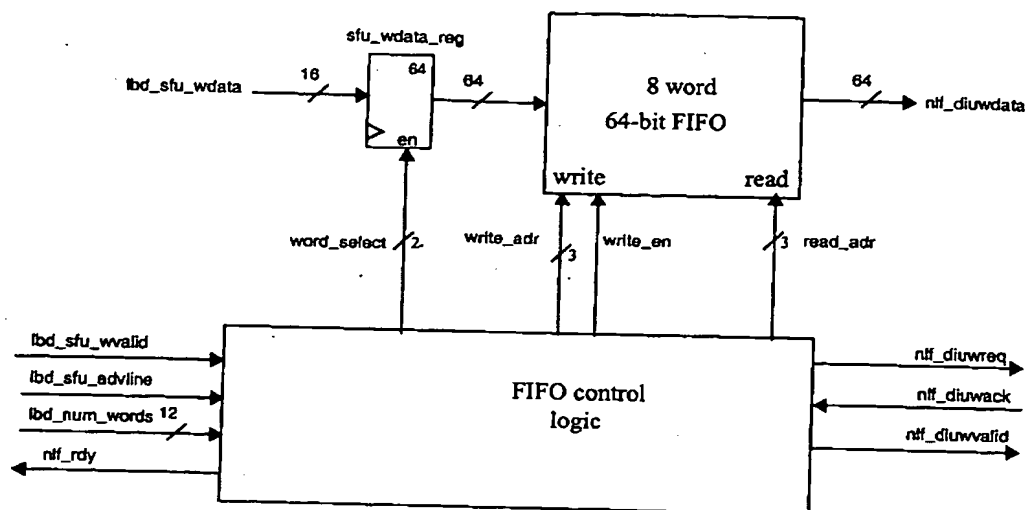 sfu_wdata_reg
lbd_sfu_wdata
16
64
64
en
8 word
64-bit FIFO
write
read
64
nlf_diuwdata
word_select
2
write_adr
3
write_en
3
read_adr
lbd_sfu_wvalid
lbd_sfu_advline
lbd_num_words
12
nlf_rdy
FIFO control
logic
nlf_diuwreq
nlf_diuwack
nlf_diuwvalid